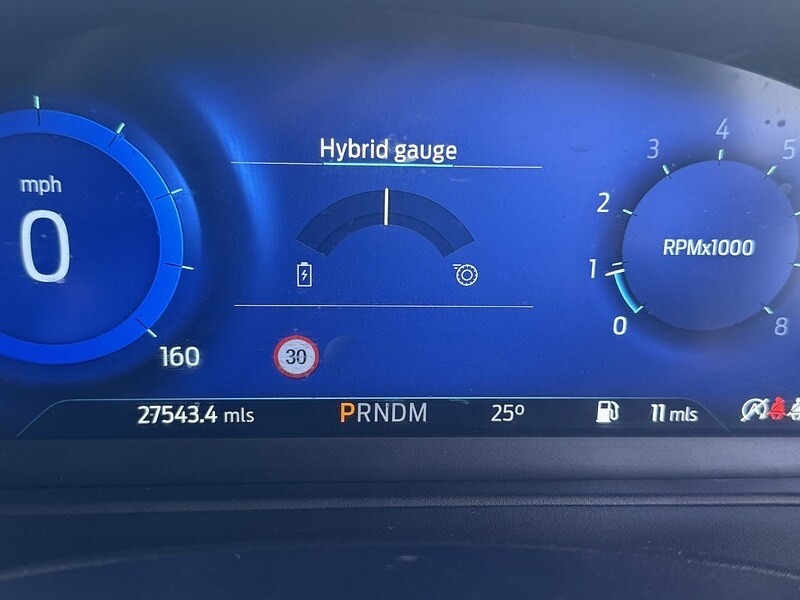 Hybrid gauge
mph
0
160
3
4
5
2
1
0
8
RPMx1000
30
27543.4 mls
PRNDM
25º
11 mls